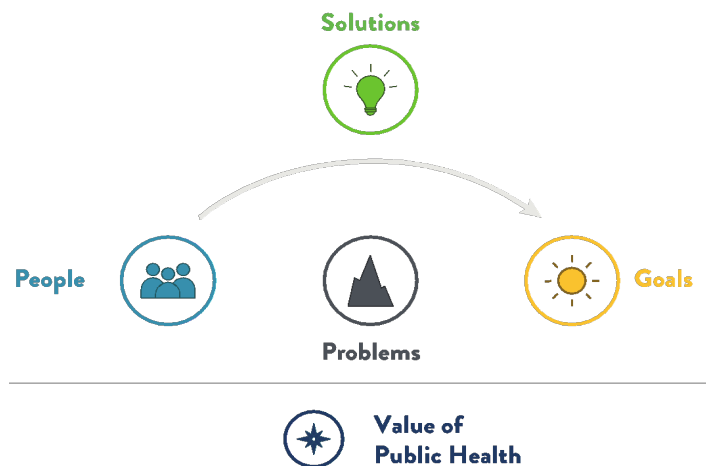 Solutions
People
Goals
Problems
Value of
Public Health